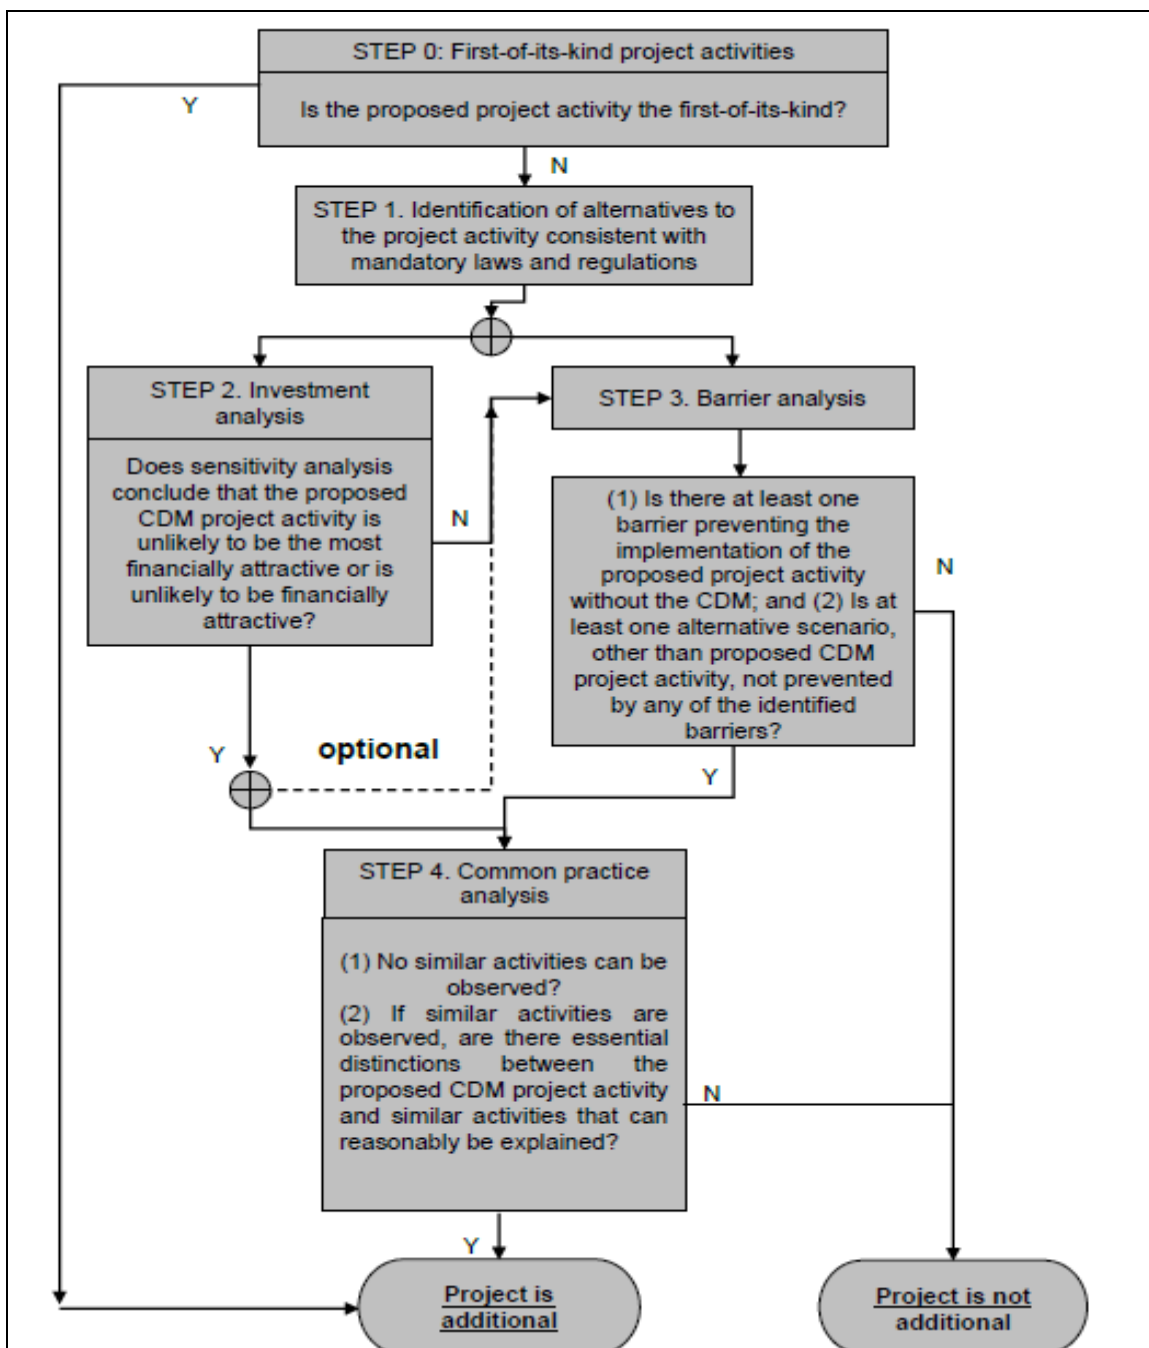 STEP 0: First-of-its-kind project activities
Y
Is the proposed project activity the first-of-its-kind?
N
STEP 1. Identification of alternatives to
the project activity consistent with
mandatory laws and regulations
STEP 2. Investment
analysis
Does sensitivity analysis
conclude that the proposed
CDM project activity is
unlikely to be the most
financially attractive or is
unlikely to be financially
attractive?
N
STEP 3. Barrier analysis
(1) Is there at least one
barrier preventing the
implementation of the
proposed project activity
without the CDM; and (2) Is at
least one alternative scenario,
other than proposed CDM
project activity, not prevented
by any of the identified
barriers?
N
Y
optional
Y
STEP 4. Common practice
analysis
(1) No similar activities can be
observed?
(2) If similar activities are
observed, are there essential
distinctions between the
proposed CDM project activity
and similar activities that can
reasonably be explained?
N
Y
Project is
additional
Project is not
additional